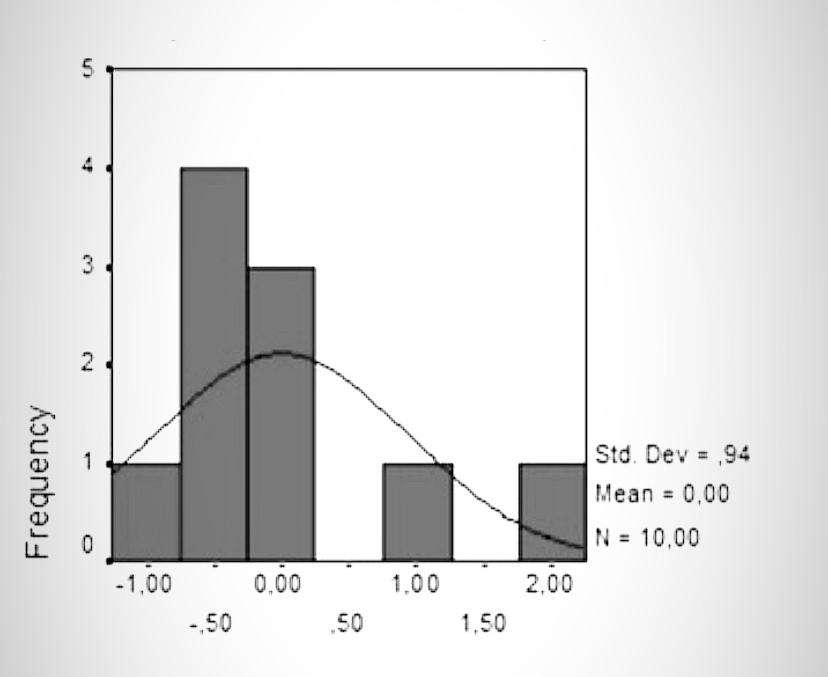 5
4
3
2
1
0
Frequency
-1,00 0,00 1,00 2,00
-,50 ,50 1,50
Std. Dev = ,94
Mean = 0,00
N = 10,00